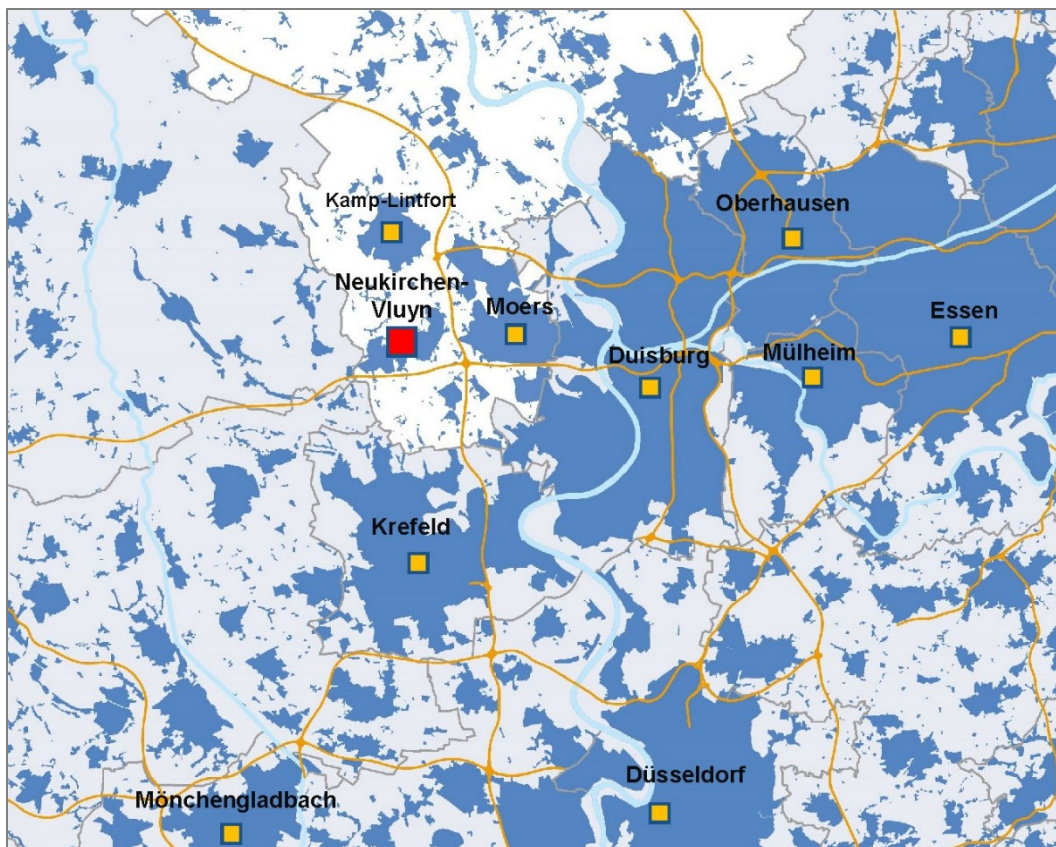 Kamp-Lintfort
Oberhausen
Neukirchen-
Vluyn
Moers
Essen
Duisburg
Mülheim
Krefeld
Düsseldorf
Mönchengladbach